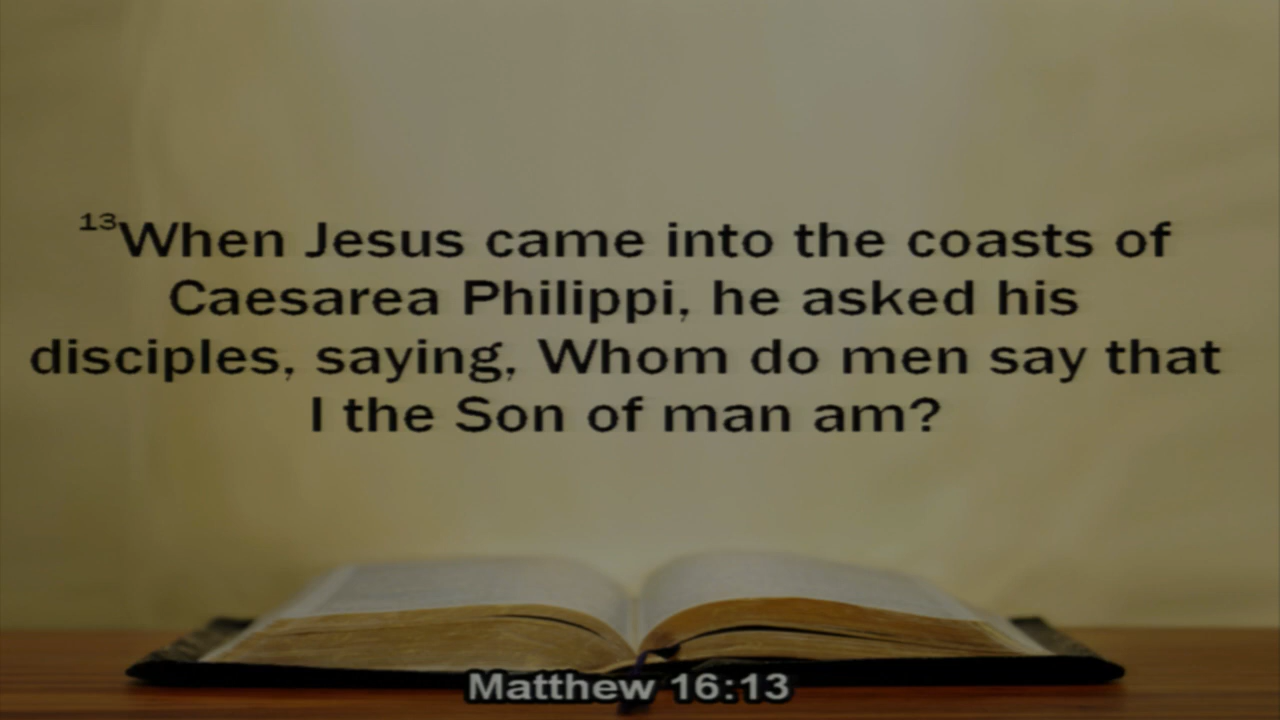 ¹³When Jesus came into the coasts of
Caesarea Philippi, he asked his
disciples, saying, Whom do men say that
I the Son of man am?
Matthew 16:13